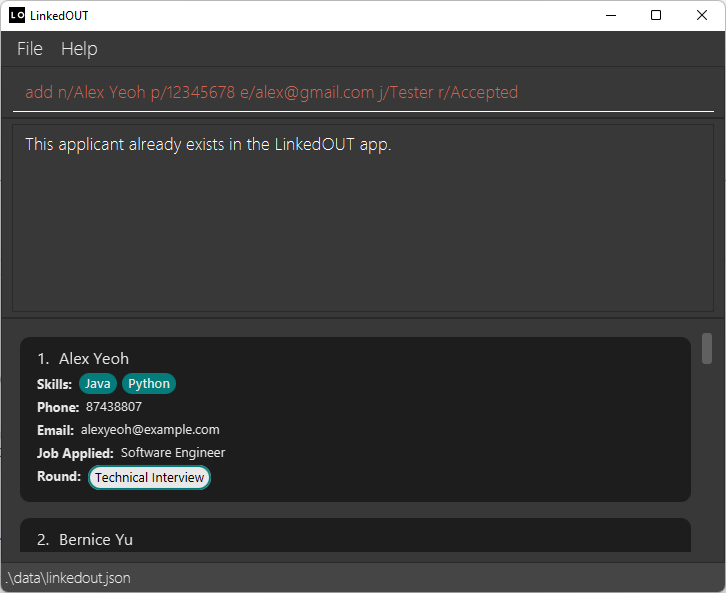 LO LinkedOUT
File Help
add n/Alex Yeoh p/12345678 e/alex@gmail.com j/Tester r/Accepted
This applicant already exists in the LinkedOUT app.
1. Alex Yeoh
Skills: Java Python
Phone: 87438807
Email: alexyeoh@example.com
Job Applied: Software Engineer
Round: Technical Interview
2. Bernice Yu
.\data\linkedout.json